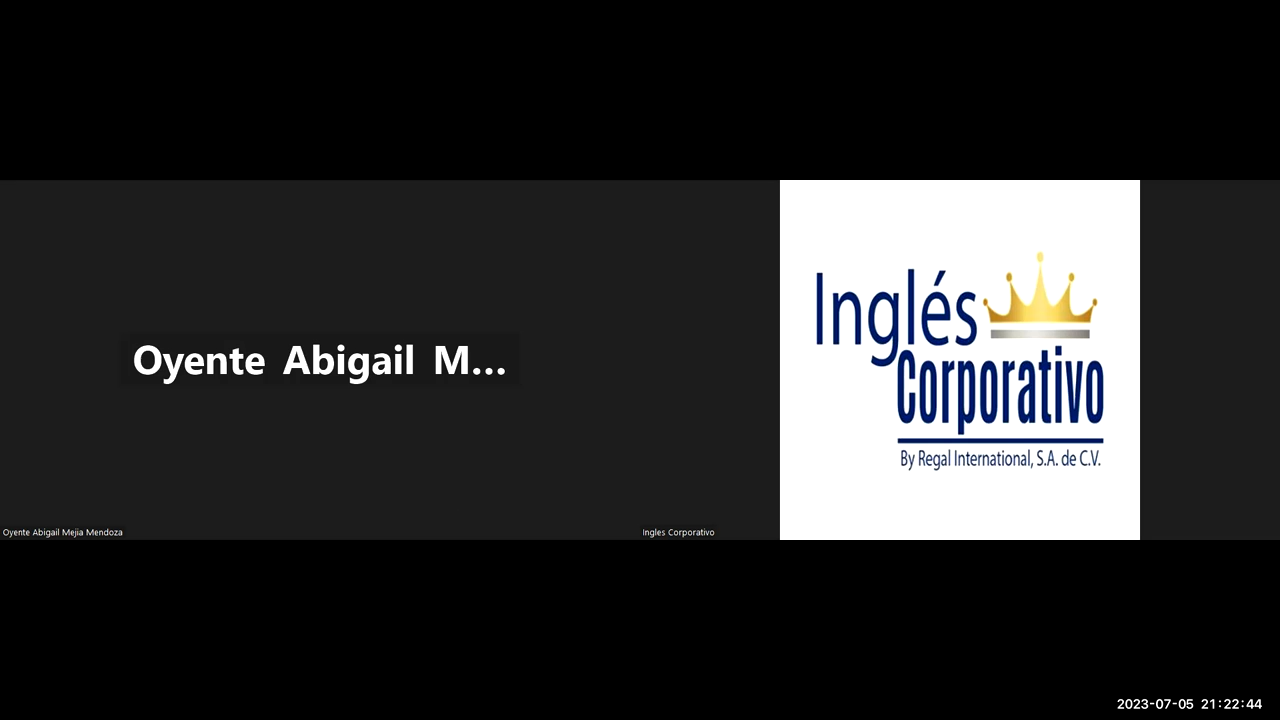 Oyente Abigail M...
Oyente Abigail Mejia Mendoza
Inglés
Corporativo
By Regal International, S.A. de C.V.
Ingles Corporativo
2023-07-05 21:22:44